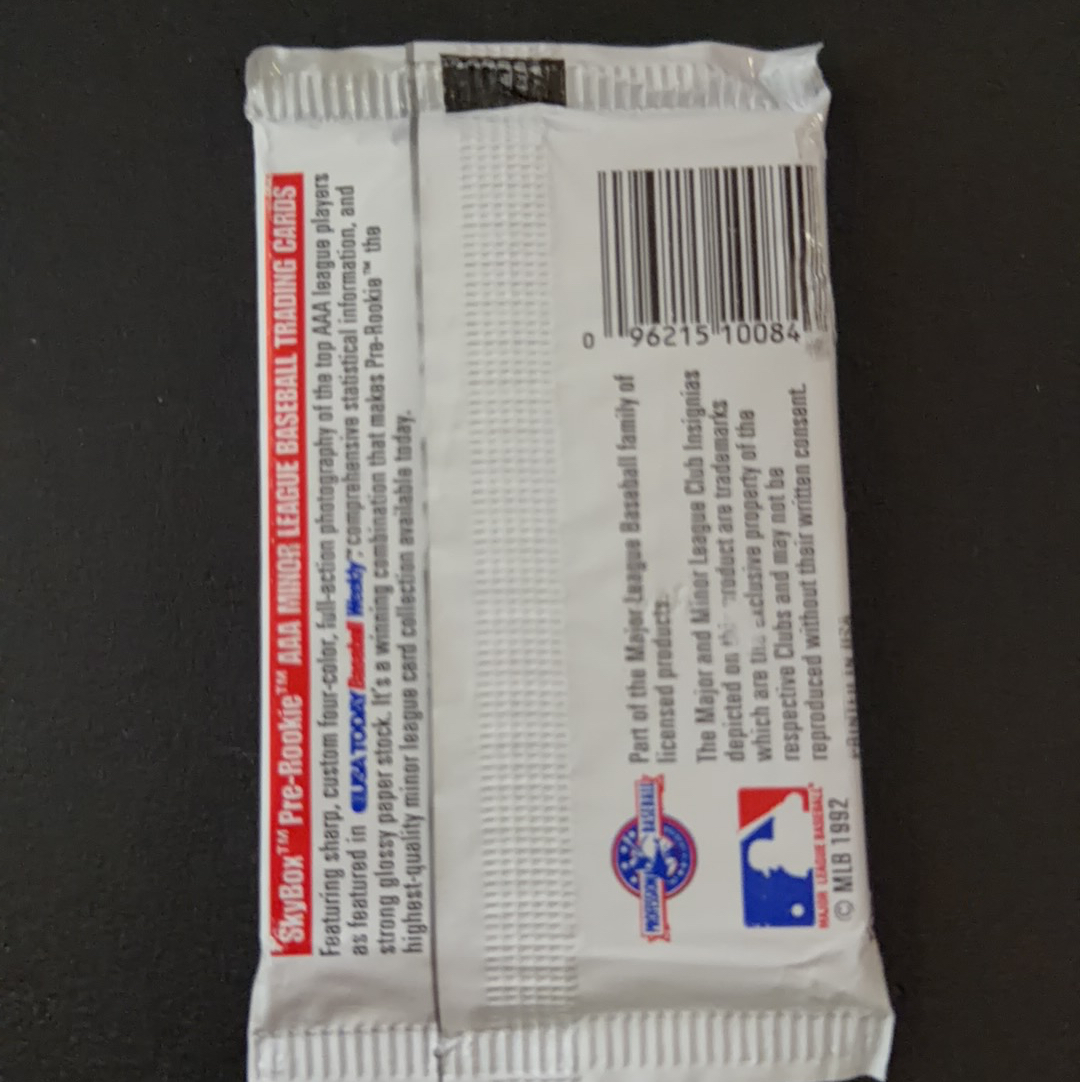 SkyBox™ Pre-Rookie™ AAA MINOR LEAGUE BASEBALL TRADING CARDS
Featuring sharp, custom four-color, full-action photography of the top AAA league players
as featured in USA TODAY Baseball Weekly™, comprehensive statistical information, and
strong glossy paper stock. It's a winning combination that makes Pre-Rookie™ the
highest-quality minor league card collection available today.
0 96215 10084
Part of the Major League Baseball family of
licensed products.
The Major and Minor League Club Insignias
depicted on this product are trademarks
which are the exclusive property of the
respective Clubs and may not be
reproduced without their written consent.
PROFESSIONAL BASEBALL
MAJOR LEAGUE BASEBALL
© MLB 1992
PRINTED IN USA